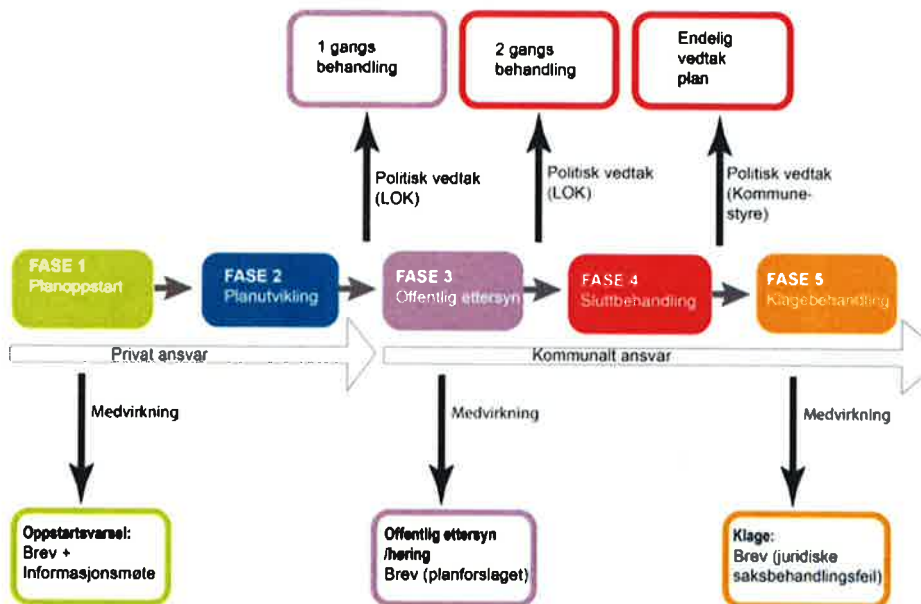 1 gangs
behandling
2 gangs
behandling
Endelig
vedtak
plan
Politisk vedtak
(LOK)
Politisk vedtak
(LOK)
Politisk vedtak
(Kommune-
styre)
FASE 1
Planoppstart
FASE 2
Planutvikling
FASE 3
Offentlig ettersyn
FASE 4
Sluttbehandling
FASE 5
Klagebehandling
Privat ansvar
Kommunalt ansvar
Medvirkning
Medvirkning
Medvirkning
Oppstartsvarsel:
Brev +
Informasjonsmøte
Offentlig ettersyn
/høring
Brev (planforslaget)
Klage:
Brev (juridiske
saksbehandlingsfeil)